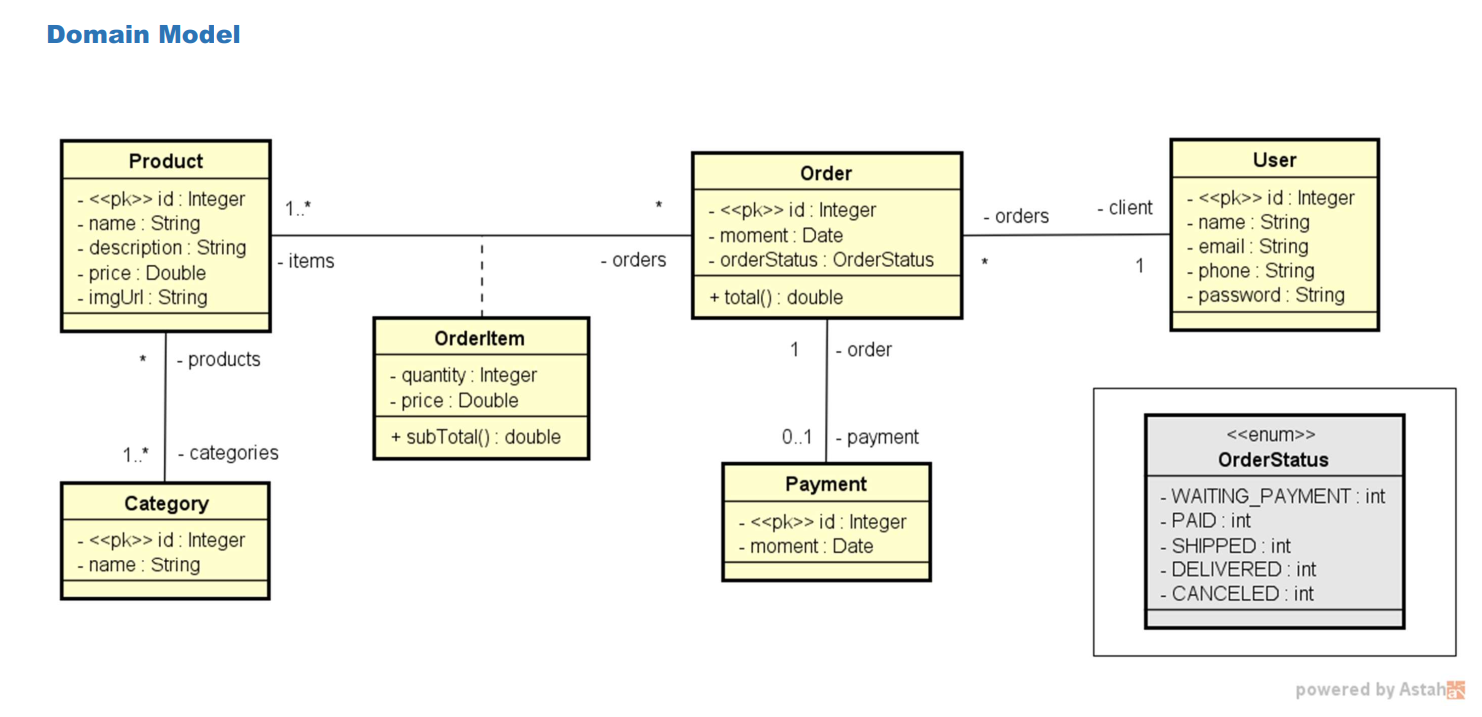 Domain Model
Product
- <<pk>> id : Integer
- name : String
- description : String
- price : Double
- imgUrl : String
1..*
*
- items
- orders
Order
- <<pk>> id : Integer
- moment : Date
- orderStatus : OrderStatus
+ total() : double
- orders
- client
*
1
User
- <<pk>> id : Integer
- name : String
- email : String
- phone : String
- password : String
OrderItem
- quantity : Integer
- price : Double
+ subTotal() : double
* - products
1..* - categories
Category
- <<pk>> id : Integer
- name : String
1 - order
0..1 - payment
Payment
- <<pk>> id : Integer
- moment : Date
<<enum>>
OrderStatus
- WAITING_PAYMENT : int
- PAID : int
- SHIPPED : int
- DELIVERED : int
- CANCELED : int
powered by Astah